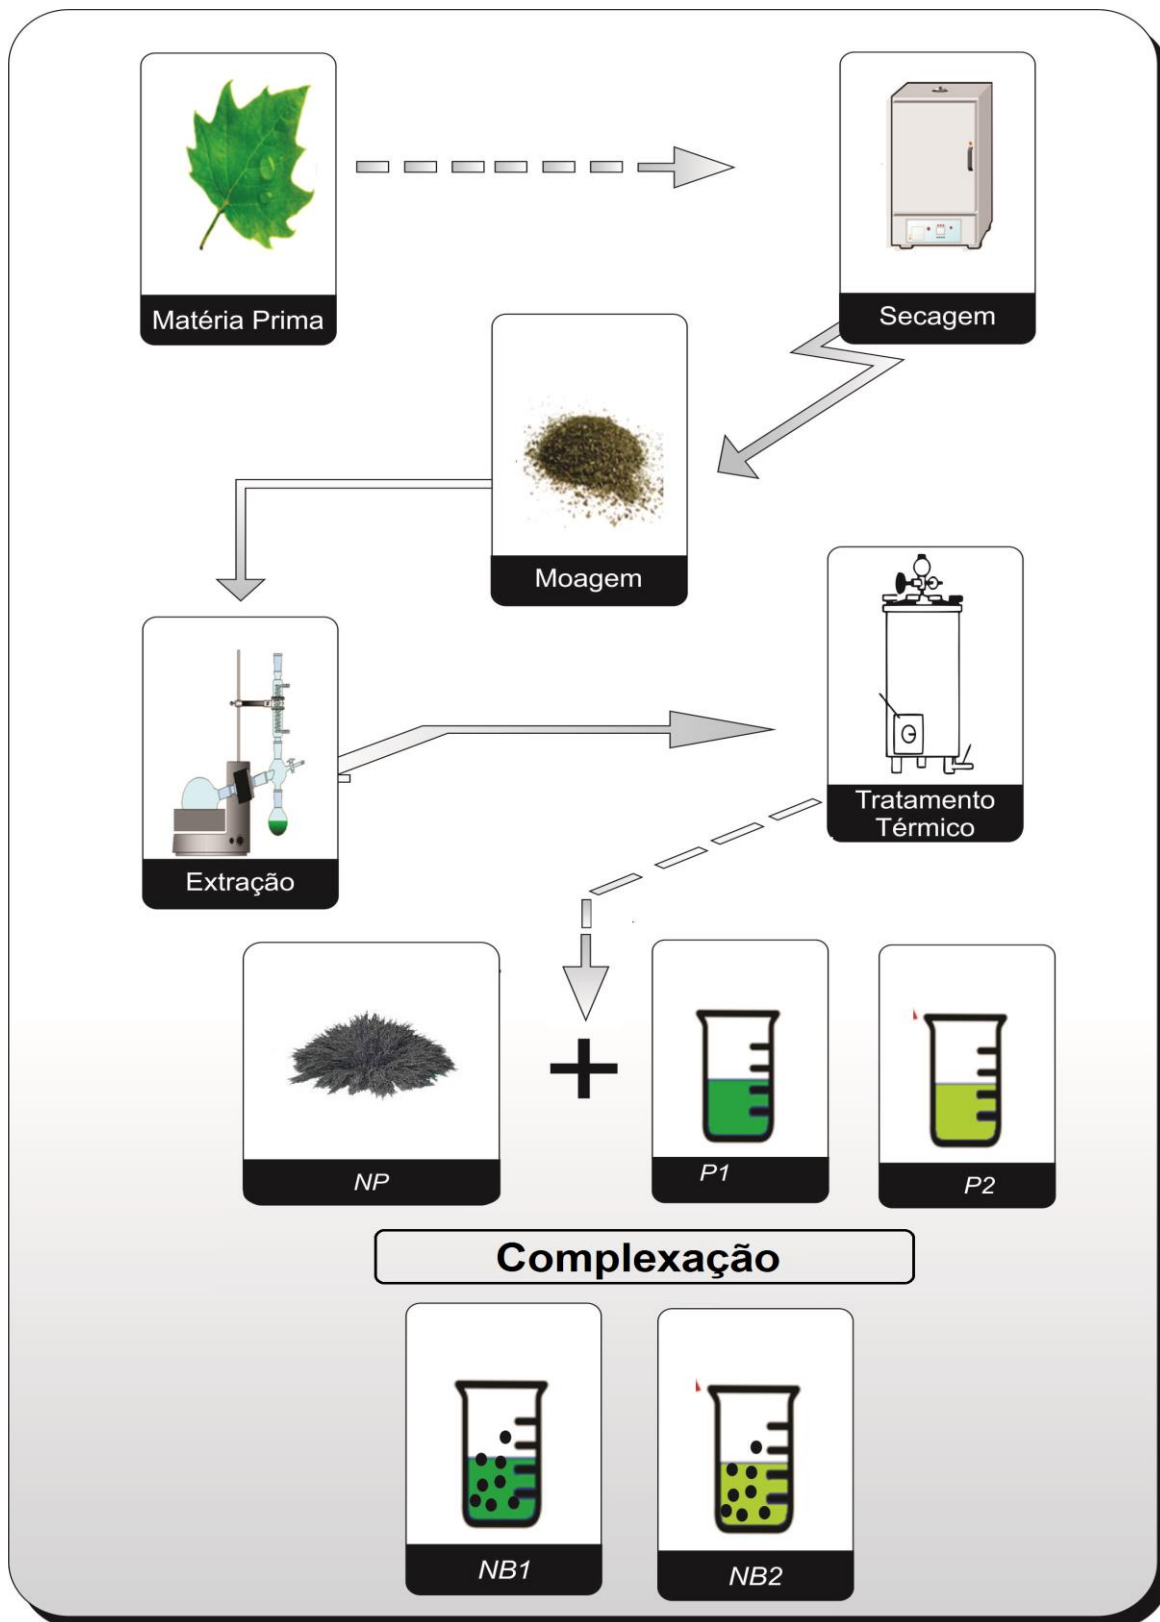 Matéria Prima
Secagem
Moagem
Extração
Tratamento
Térmico
NP
+
P1
P2
Complexação
NB1
NB2